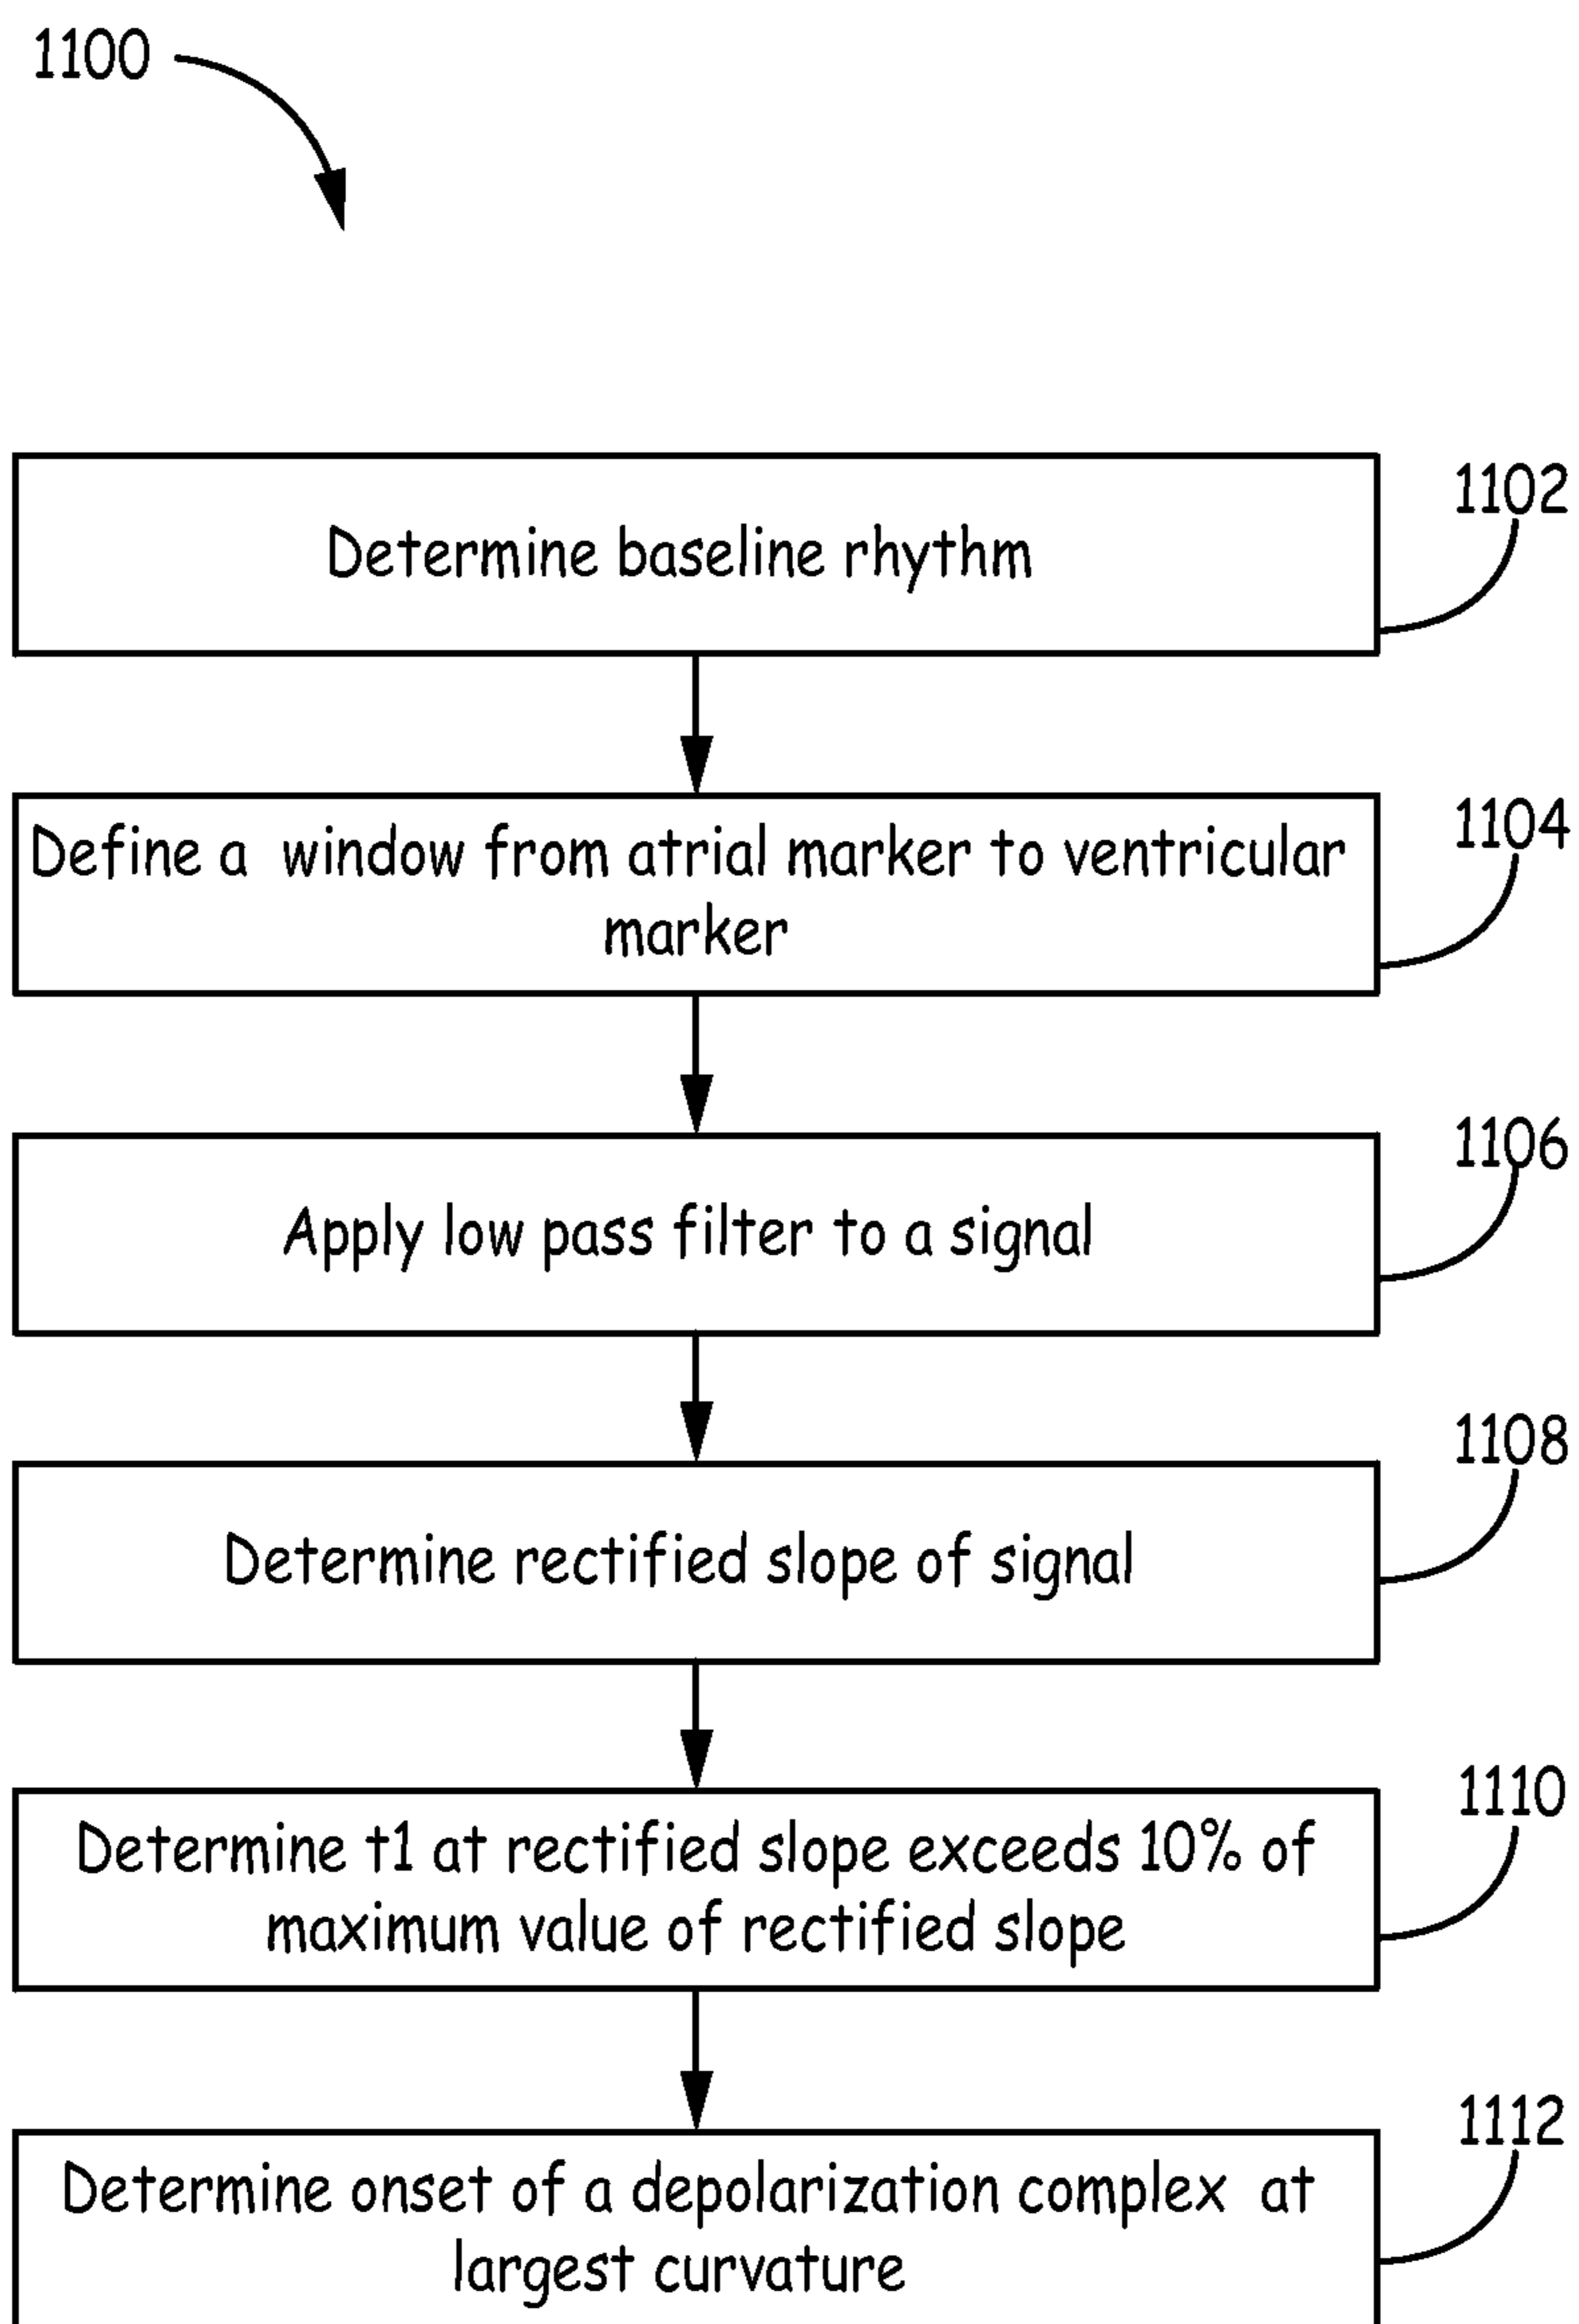 1100
1102
Determine baseline rhythm
1104
Define a window from atrial marker to ventricular
marker
1106
Apply low pass filter to a signal
1108
Determine rectified slope of signal
1110
Determine t1 at rectified slope exceeds 10% of
maximum value of rectified slope
1112
Determine onset of a depolarization complex at
largest curvature